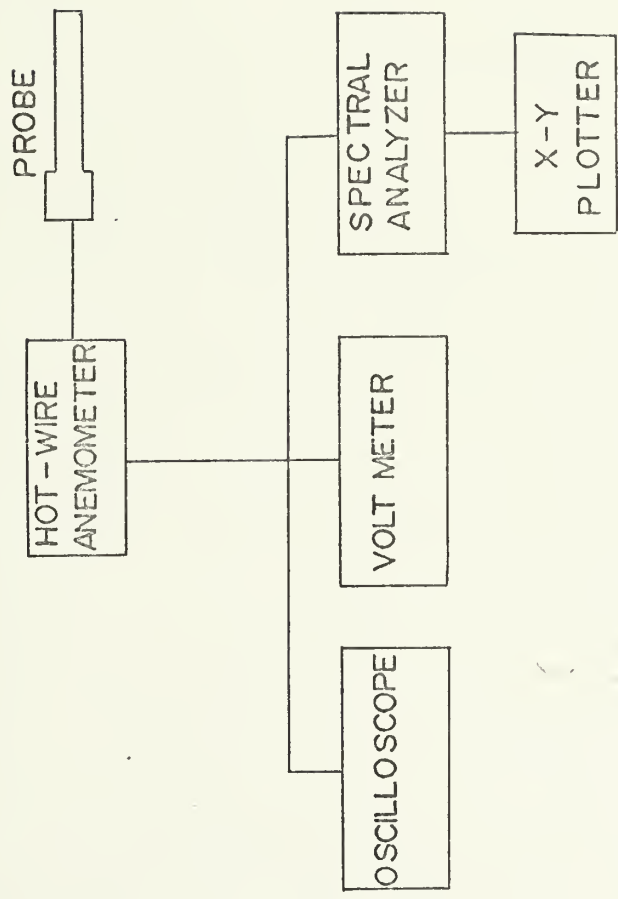 PROBE
HOT-WIRE
ANEMOMETER
OSCILLOSCOPE
VOLT METER
SPECTRAL
ANALYZER
X-Y
PLOTTER